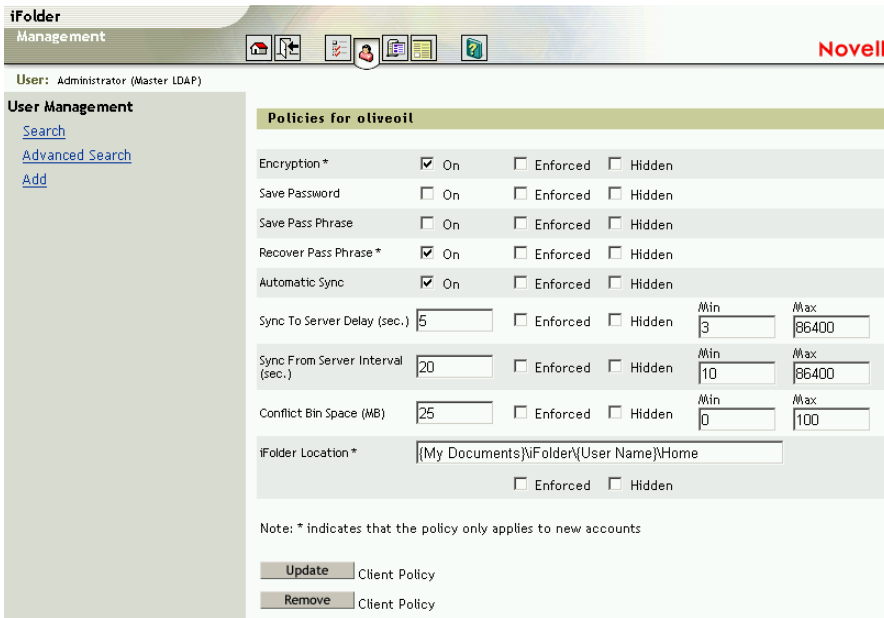 iFolder
Management
Novell
User: Administrator (Master LDAP)
User Management
Search
Advanced Search
Add
Policies for oliveoil
Encryption * On Enforced Hidden
Save Password On Enforced Hidden
Save Pass Phrase On Enforced Hidden
Recover Pass Phrase * On Enforced Hidden
Automatic Sync On Enforced Hidden
Min Max
Sync To Server Delay (sec.) 5 Enforced Hidden 3 86400
Min Max
Sync From Server Interval (sec.) 20 Enforced Hidden 10 86400
Min Max
Conflict Bin Space (MB) 25 Enforced Hidden 0 100
iFolder Location * {My Documents}\iFolder\{User Name}\Home
Enforced Hidden
Note: * indicates that the policy only applies to new accounts
Update Client Policy
Remove Client Policy